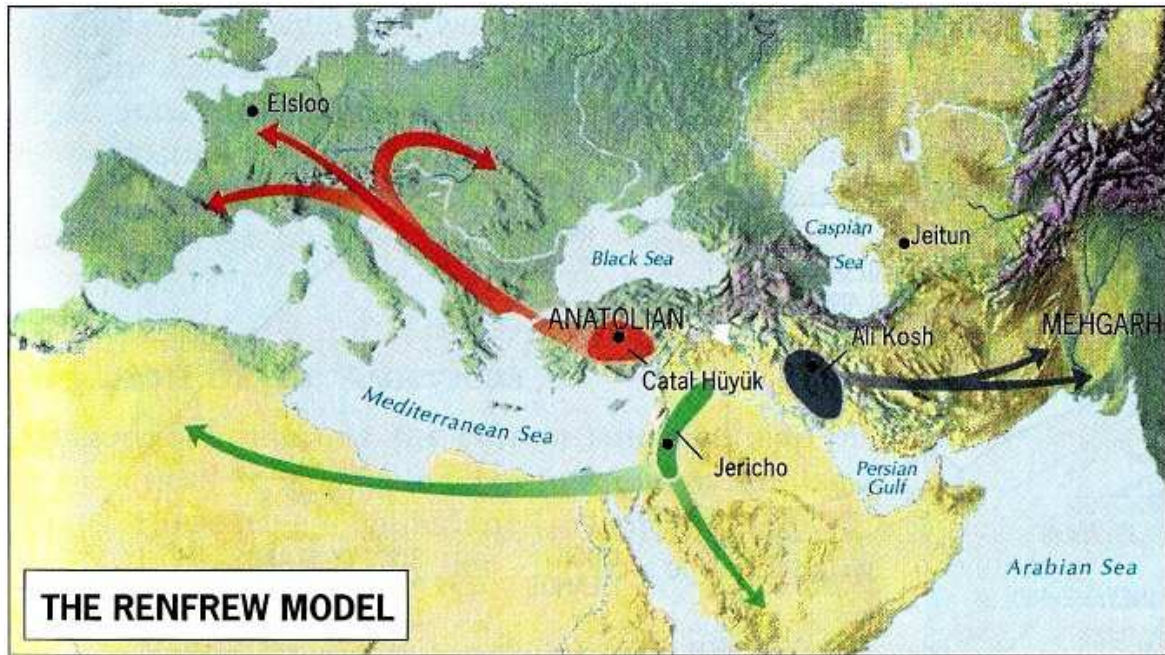 Elsloo
Caspian
Sea
Jeitun
Black Sea
ANATOLIAN
MEHGARH
Ali Kosh
Catal Hüyük
Mediterranean Sea
Jericho
Persian
Gulf
Arabian Sea
THE RENFREW MODEL